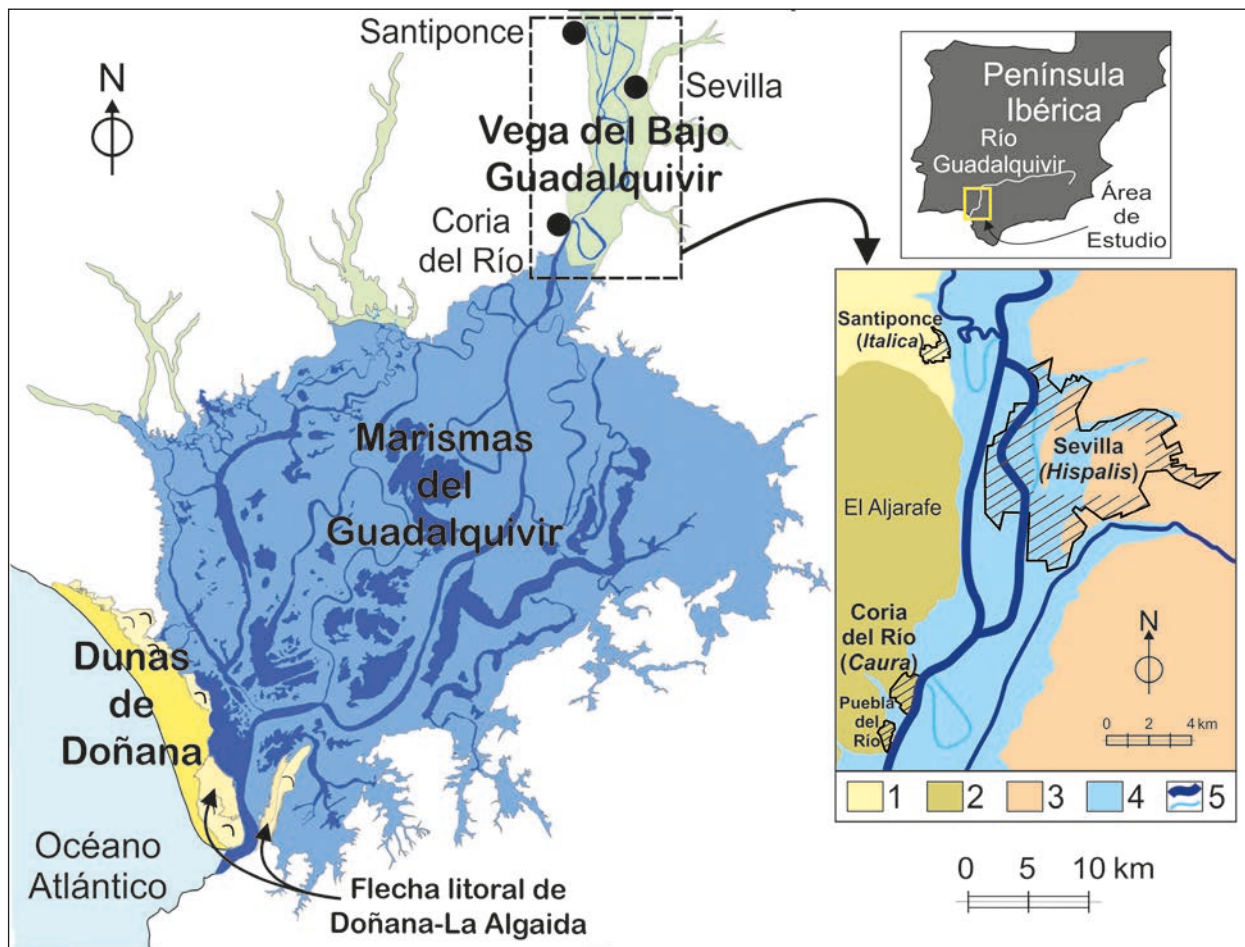 Santiponce
Sevilla
N
Vega del Bajo
Guadalquivir
Coria
del Río
Marismas
del
Guadalquivir
Dunas
de
Doñana
Océano
Atlántico
Flecha litoral de
Doñana-La Algaida
Península
Ibérica
Río
Guadalquivir
Área
de
Estudio
Santiponce
(Italica)
Sevilla
(Hispalis)
El Aljarafe
Coria
del Río
(Caura)
Puebla
del
Río
N
0 2 4 km
1 2 3 4 5
0 5 10 km